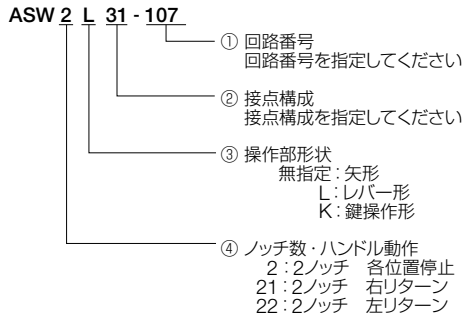 ASW 2 L 31 - 107
① 回路番号
回路番号を指定してください
② 接点構成
接点構成を指定してください
③ 操作部形状
無指定：矢形
L：レバー形
K：鍵操作形
④ ノッチ数・ハンドル動作
2：2ノッチ　各位置停止
21：2ノッチ　右リターン
22：2ノッチ　左リターン